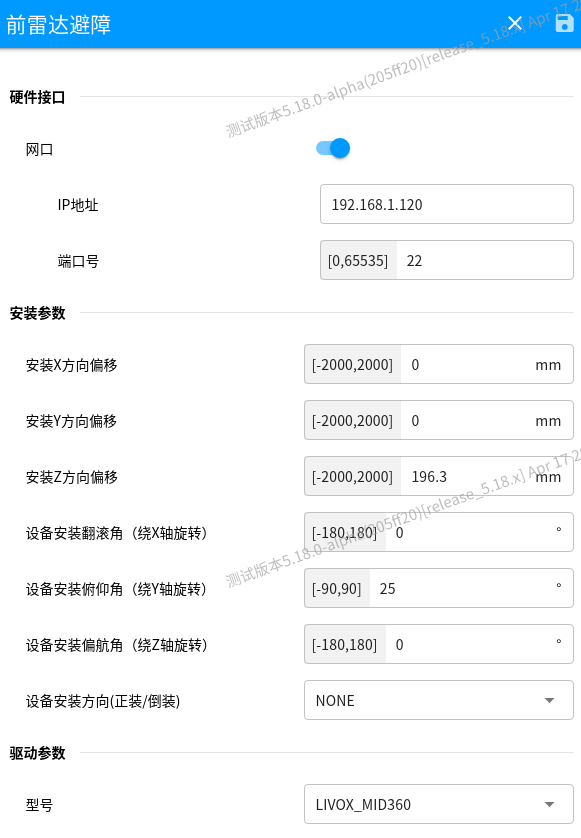 前雷达避障
测试版本5.18.0-alpha(205ff20)[release_5.18.x] Apr 17 2
硬件接口
网口
IP地址 192.168.1.120
端口号 [0,65535] 22
安装参数
安装X方向偏移 [-2000,2000] 0 mm
安装Y方向偏移 [-2000,2000] 0 mm
安装Z方向偏移 [-2000,2000] 196.3 mm
测试版本5.18.0-alpha(205ff20)[release_5.18.x] Apr 17 2
设备安装翻滚角（绕X轴旋转） [-180,180] 0 °
设备安装俯仰角（绕Y轴旋转） [-90,90] 25 °
设备安装偏航角（绕Z轴旋转） [-180,180] 0 °
设备安装方向(正装/倒装) NONE
驱动参数
型号 LIVOX_MID360